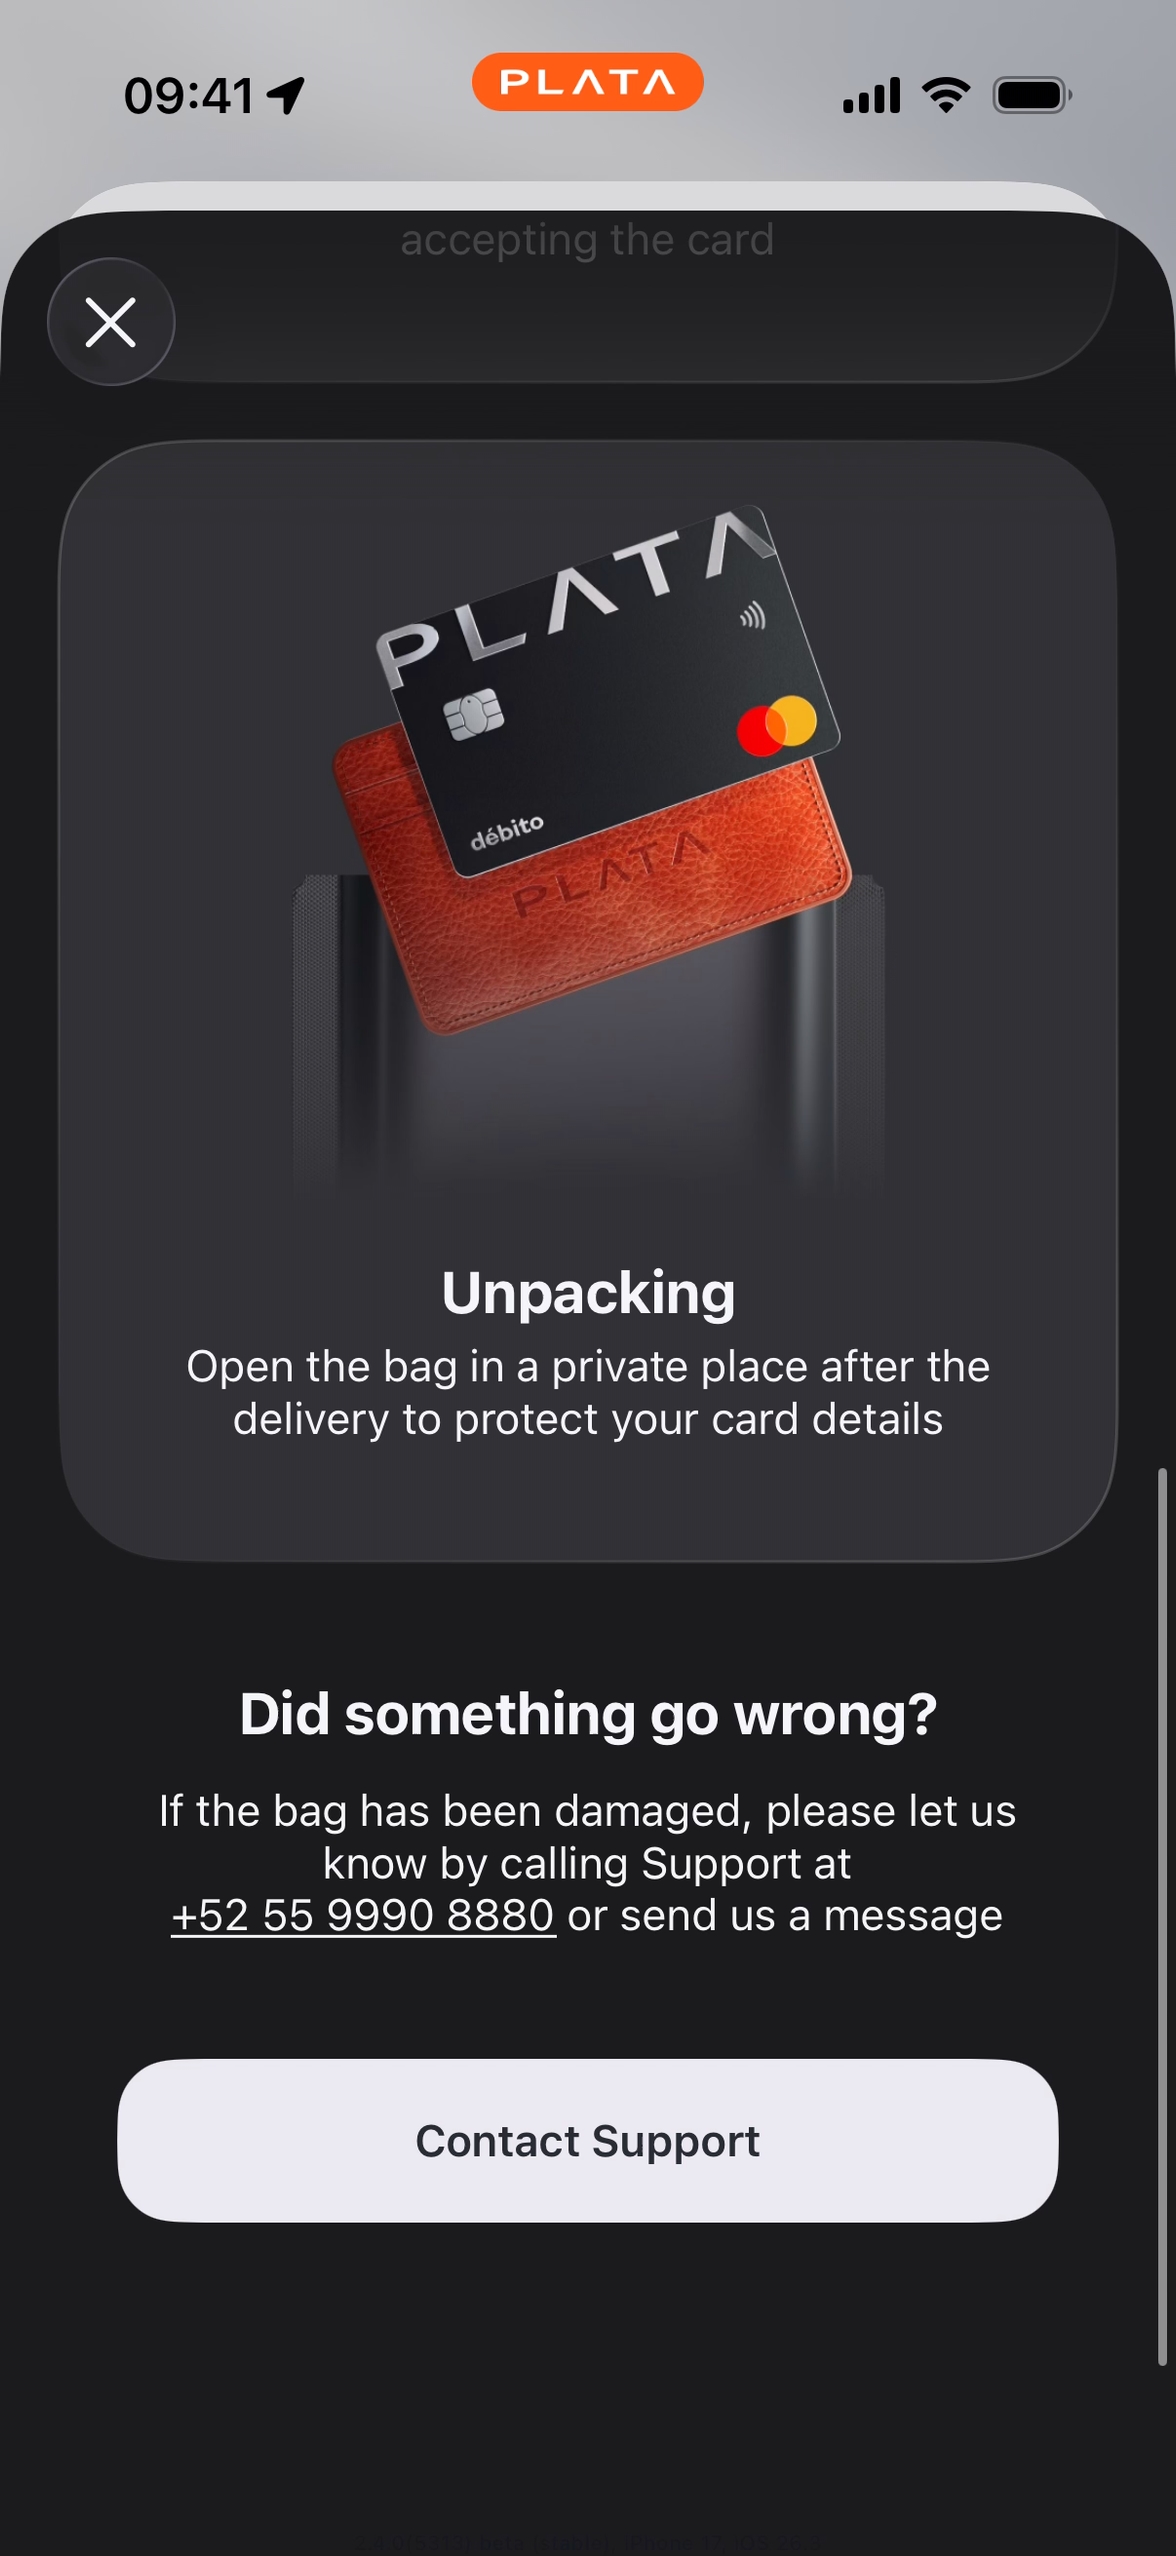 09:41
PLATA
accepting the card
PLATA
débito
PLATA
Unpacking
Open the bag in a private place after the
delivery to protect your card details
Did something go wrong?
If the bag has been damaged, please let us
know by calling Support at
+52 55 9990 8880 or send us a message
Contact Support